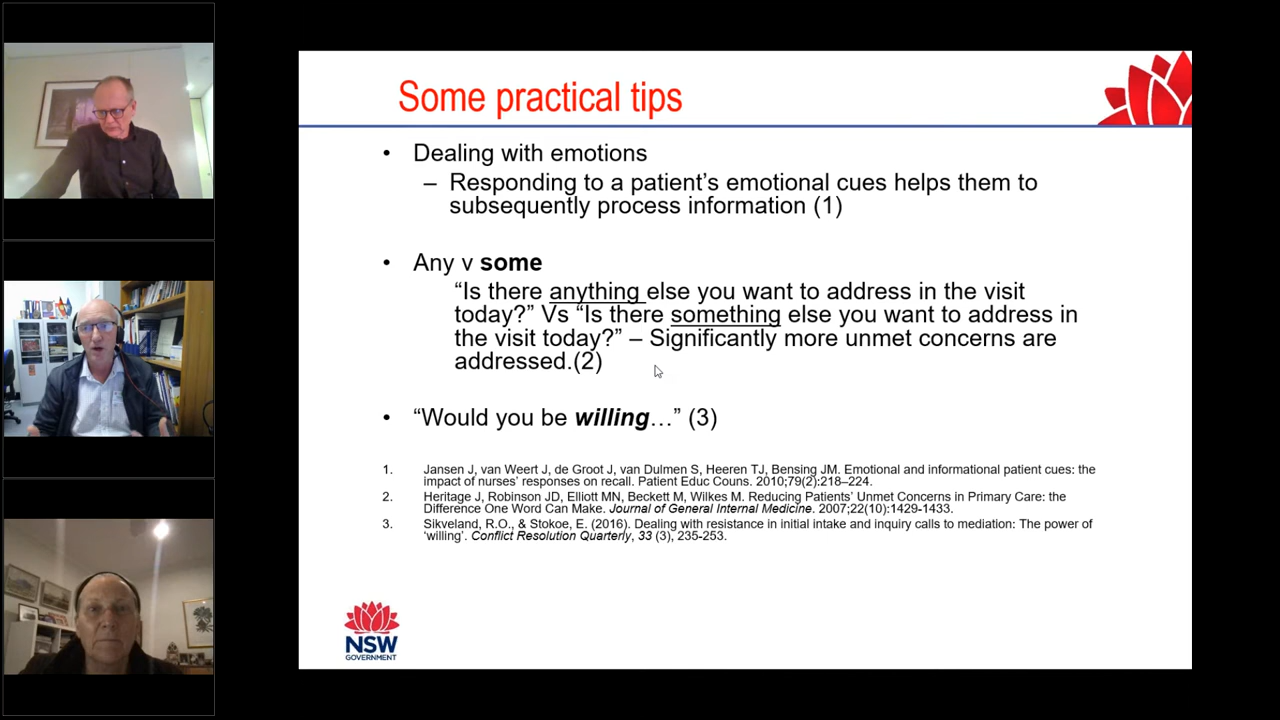 Some practical tips
• Dealing with emotions
– Responding to a patient’s emotional cues helps them to
subsequently process information (1)
• Any v some
“Is there anything else you want to address in the visit
today?” Vs “Is there something else you want to address in
the visit today?” – Significantly more unmet concerns are
addressed.(2)
• “Would you be willing…” (3)
1. Jansen J, van Weert J, de Groot J, van Dulmen S, Heeren TJ, Bensing JM. Emotional and informational patient cues: the
impact of nurses’ responses on recall. Patient Educ Couns. 2010;79(2):218–224.
2. Heritage J, Robinson JD, Elliott MN, Beckett M, Wilkes M. Reducing Patients’ Unmet Concerns in Primary Care: the
Difference One Word Can Make. Journal of General Internal Medicine. 2007;22(10):1429-1433.
3. Sikveland, R.O., & Stokoe, E. (2016). Dealing with resistance in initial intake and inquiry calls to mediation: The power of
‘willing’. Conflict Resolution Quarterly, 33 (3), 235-253.
NSW
GOVERNMENT